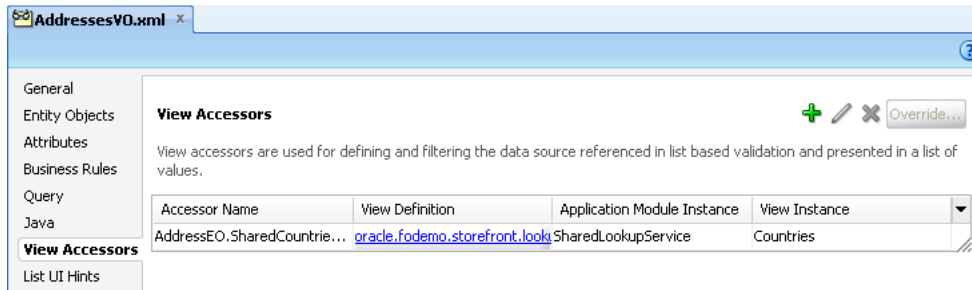 AddressesVO.xml x
General
Entity Objects
Attributes
Business Rules
Query
Java
View Accessors
List UI Hints
View Accessors
Override...
View accessors are used for defining and filtering the data source referenced in list based validation and presented in a list of
values.
Accessor Name View Definition Application Module Instance View Instance
AddressEO.SharedCountrie... oracle.fodemo.storefront.looku SharedLookupService Countries